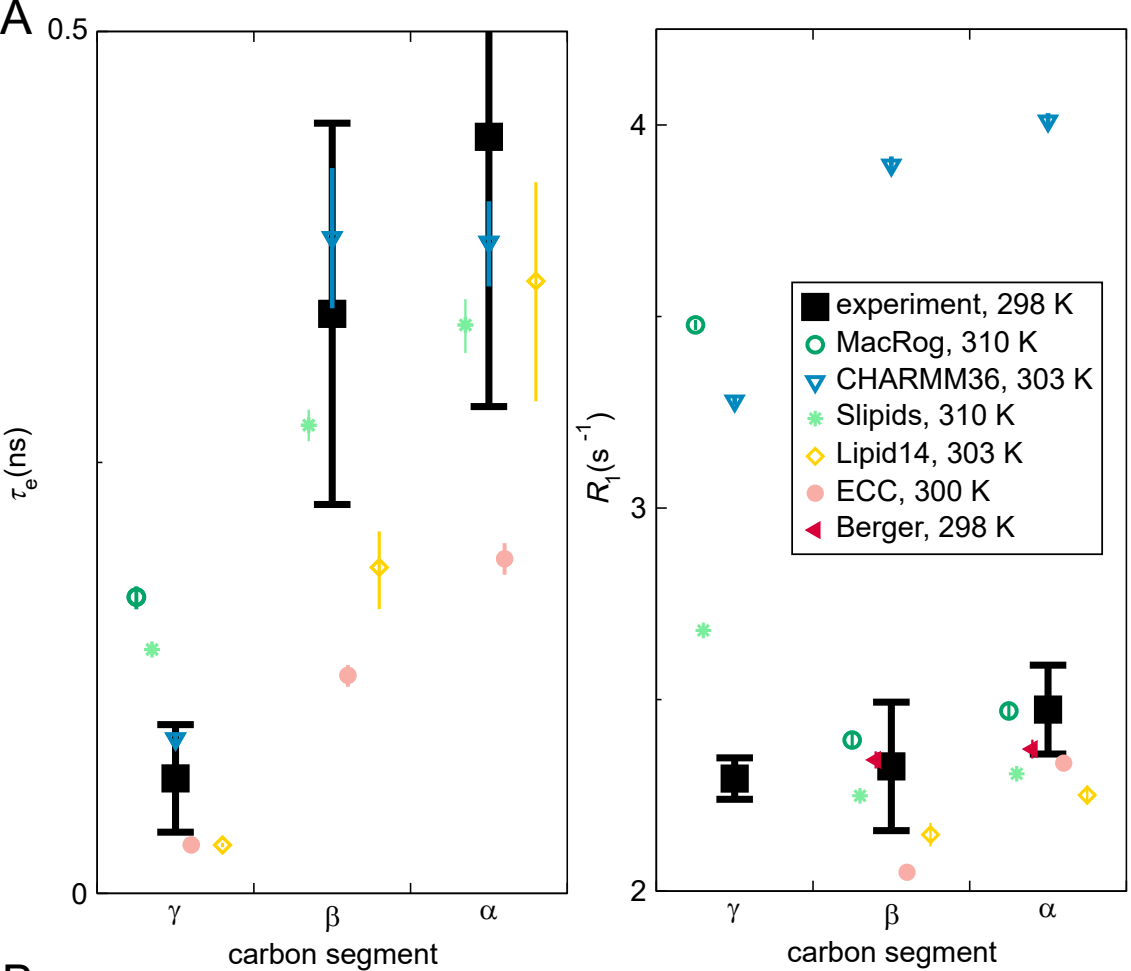 A
0.5
0
τe(ns)
γ β α
carbon segment
4
3
2
R1(s-1)
experiment, 298 K
MacRog, 310 K
CHARMM36, 303 K
Slipids, 310 K
Lipid14, 303 K
ECC, 300 K
Berger, 298 K
γ β α
carbon segment